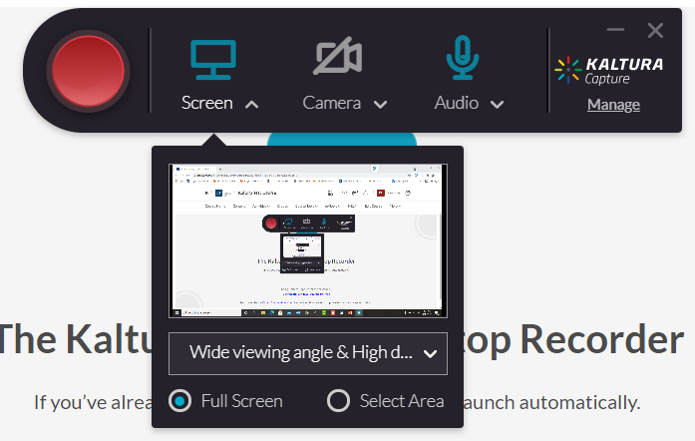 Screen
Camera
Audio
KALTURA
Capture
Manage
Wide viewing angle & High d...
Full Screen
Select Area
The Kaltu
top Recorder
If you've alrea
aunch automatically.